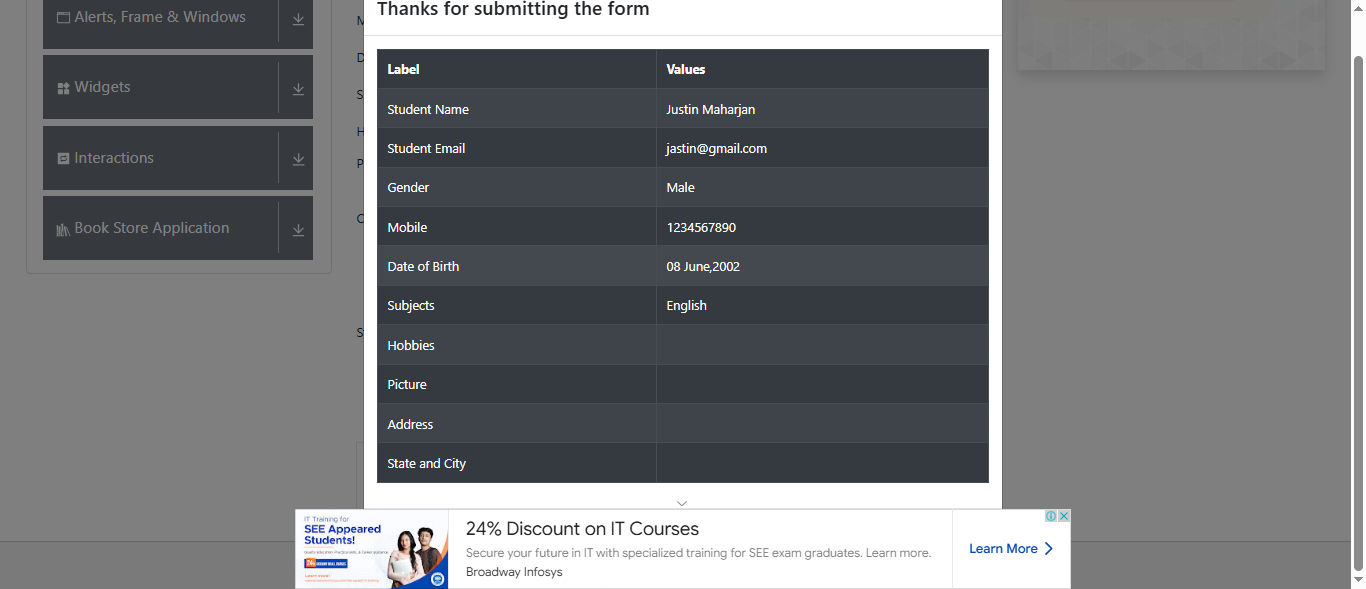 Alerts, Frame & Windows
Widgets
Interactions
Book Store Application
Thanks for submitting the form
Label Values
Student Name Justin Maharjan
Student Email jastin@gmail.com
Gender Male
Mobile 1234567890
Date of Birth 08 June,2002
Subjects English
Hobbies
Picture
Address
State and City
IT Training for
SEE Appeared
Students!
24% Discount on IT Courses
Secure your future in IT with specialized training for SEE exam graduates. Learn more.
Broadway Infosys
Learn More